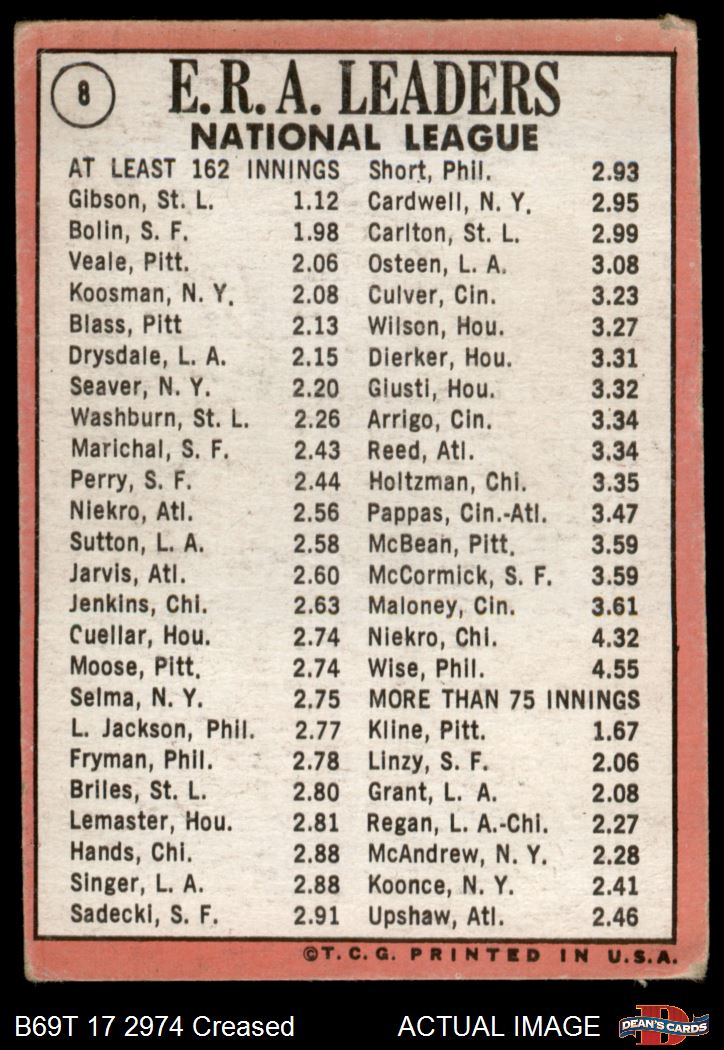 8
E.R.A. LEADERS
NATIONAL LEAGUE
AT LEAST 162 INNINGS
Gibson, St. L. 1.12
Bolin, S. F. 1.98
Veale, Pitt. 2.06
Koosman, N. Y. 2.08
Blass, Pitt 2.13
Drysdale, L. A. 2.15
Seaver, N. Y. 2.20
Washburn, St. L. 2.26
Marichal, S. F. 2.43
Perry, S. F. 2.44
Niekro, Atl. 2.56
Sutton, L. A. 2.58
Jarvis, Atl. 2.60
Jenkins, Chi. 2.63
Cuellar, Hou. 2.74
Moose, Pitt. 2.74
Selma, N. Y. 2.75
L. Jackson, Phil. 2.77
Fryman, Phil. 2.78
Briles, St. L. 2.80
Lemaster, Hou. 2.81
Hands, Chi. 2.88
Singer, L. A. 2.88
Sadecki, S. F. 2.91
Short, Phil. 2.93
Cardwell, N. Y. 2.95
Carlton, St. L. 2.99
Osteen, L. A. 3.08
Culver, Cin. 3.23
Wilson, Hou. 3.27
Dierker, Hou. 3.31
Giusti, Hou. 3.32
Arrigo, Cin. 3.34
Reed, Atl. 3.34
Holtzman, Chi. 3.35
Pappas, Cin.-Atl. 3.47
McBean, Pitt. 3.59
McCormick, S. F. 3.59
Maloney, Cin. 3.61
Niekro, Chi. 4.32
Wise, Phil. 4.55
MORE THAN 75 INNINGS
Kline, Pitt. 1.67
Linzy, S. F. 2.06
Grant, L. A. 2.08
Regan, L. A.-Chi. 2.27
McAndrew, N. Y. 2.28
Koonce, N. Y. 2.41
Upshaw, Atl. 2.46
©T.C.G. PRINTED IN U.S.A.
B69T 17 2974 Creased
ACTUAL IMAGE
D
DEAN'S CARDS